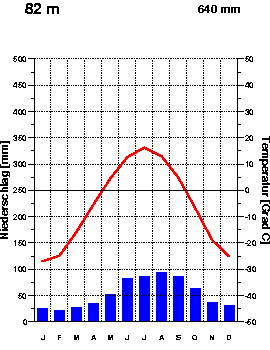 82 m 640 mm
500 50
450 40
400 30
350 20
300 10
250 0
200 -10
150 -20
100 -30
50 -40
0 -50
Niederschlag [mm]
Temperatur [Grad C]
J F M A M J J A S O N D